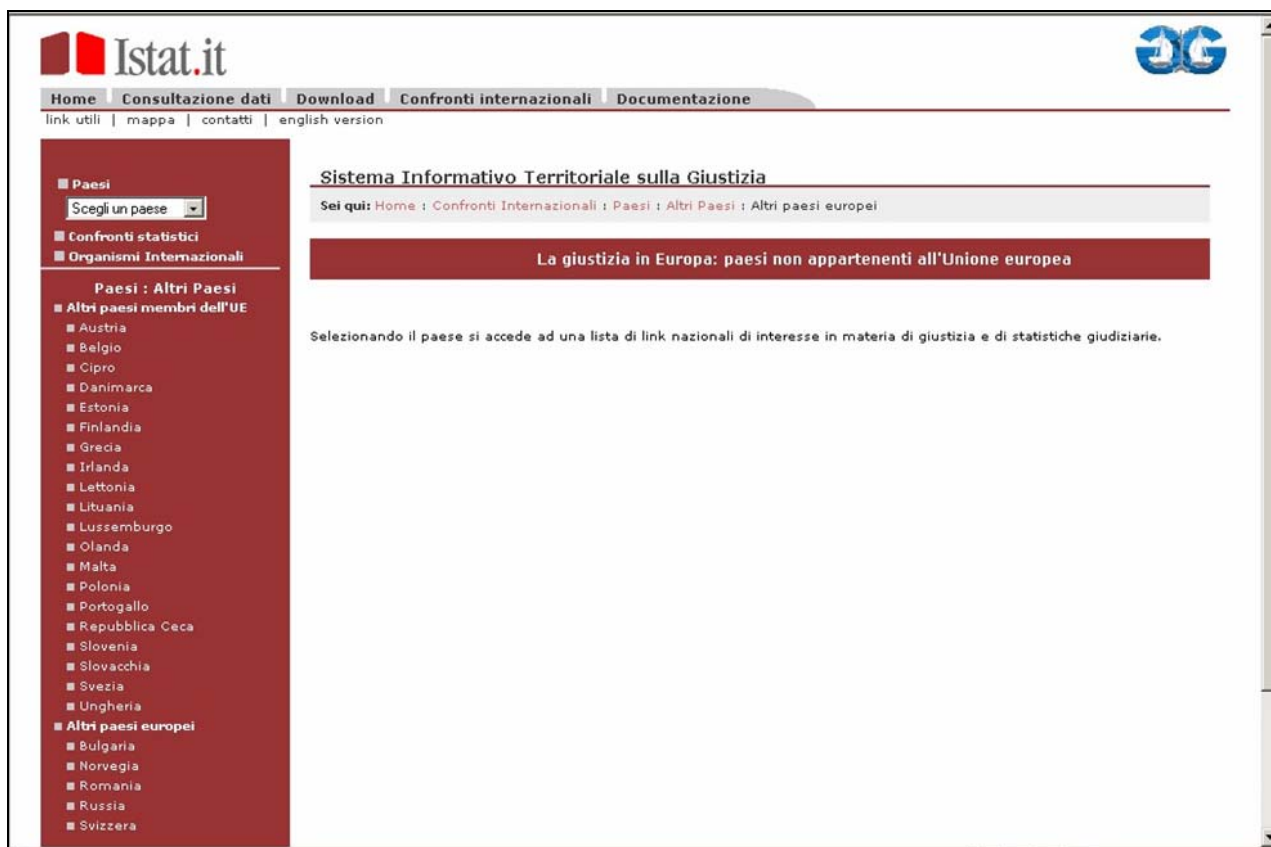 Istat.it
Home Consultazione dati Download Confronti internazionali Documentazione
link utili | mappa | contatti | english version
Paesi
Scegli un paese
Confronti statistici
Organismi Internazionali
Paesi : Altri Paesi
Altri paesi membri dell'UE
Austria
Belgio
Cipro
Danimarca
Estonia
Finlandia
Grecia
Irlanda
Lettonia
Lituania
Lussemburgo
Olanda
Malta
Polonia
Portogallo
Repubblica Ceca
Slovenia
Slovacchia
Svezia
Ungheria
Altri paesi europei
Bulgaria
Norvegia
Romania
Russia
Svizzera
Sistema Informativo Territoriale sulla Giustizia
Sei qui: Home : Confronti Internazionali : Paesi : Altri Paesi : Altri paesi europei
La giustizia in Europa: paesi non appartenenti all'Unione europea
Selezionando il paese si accede ad una lista di link nazionali di interesse in materia di giustizia e di statistiche giudiziarie.